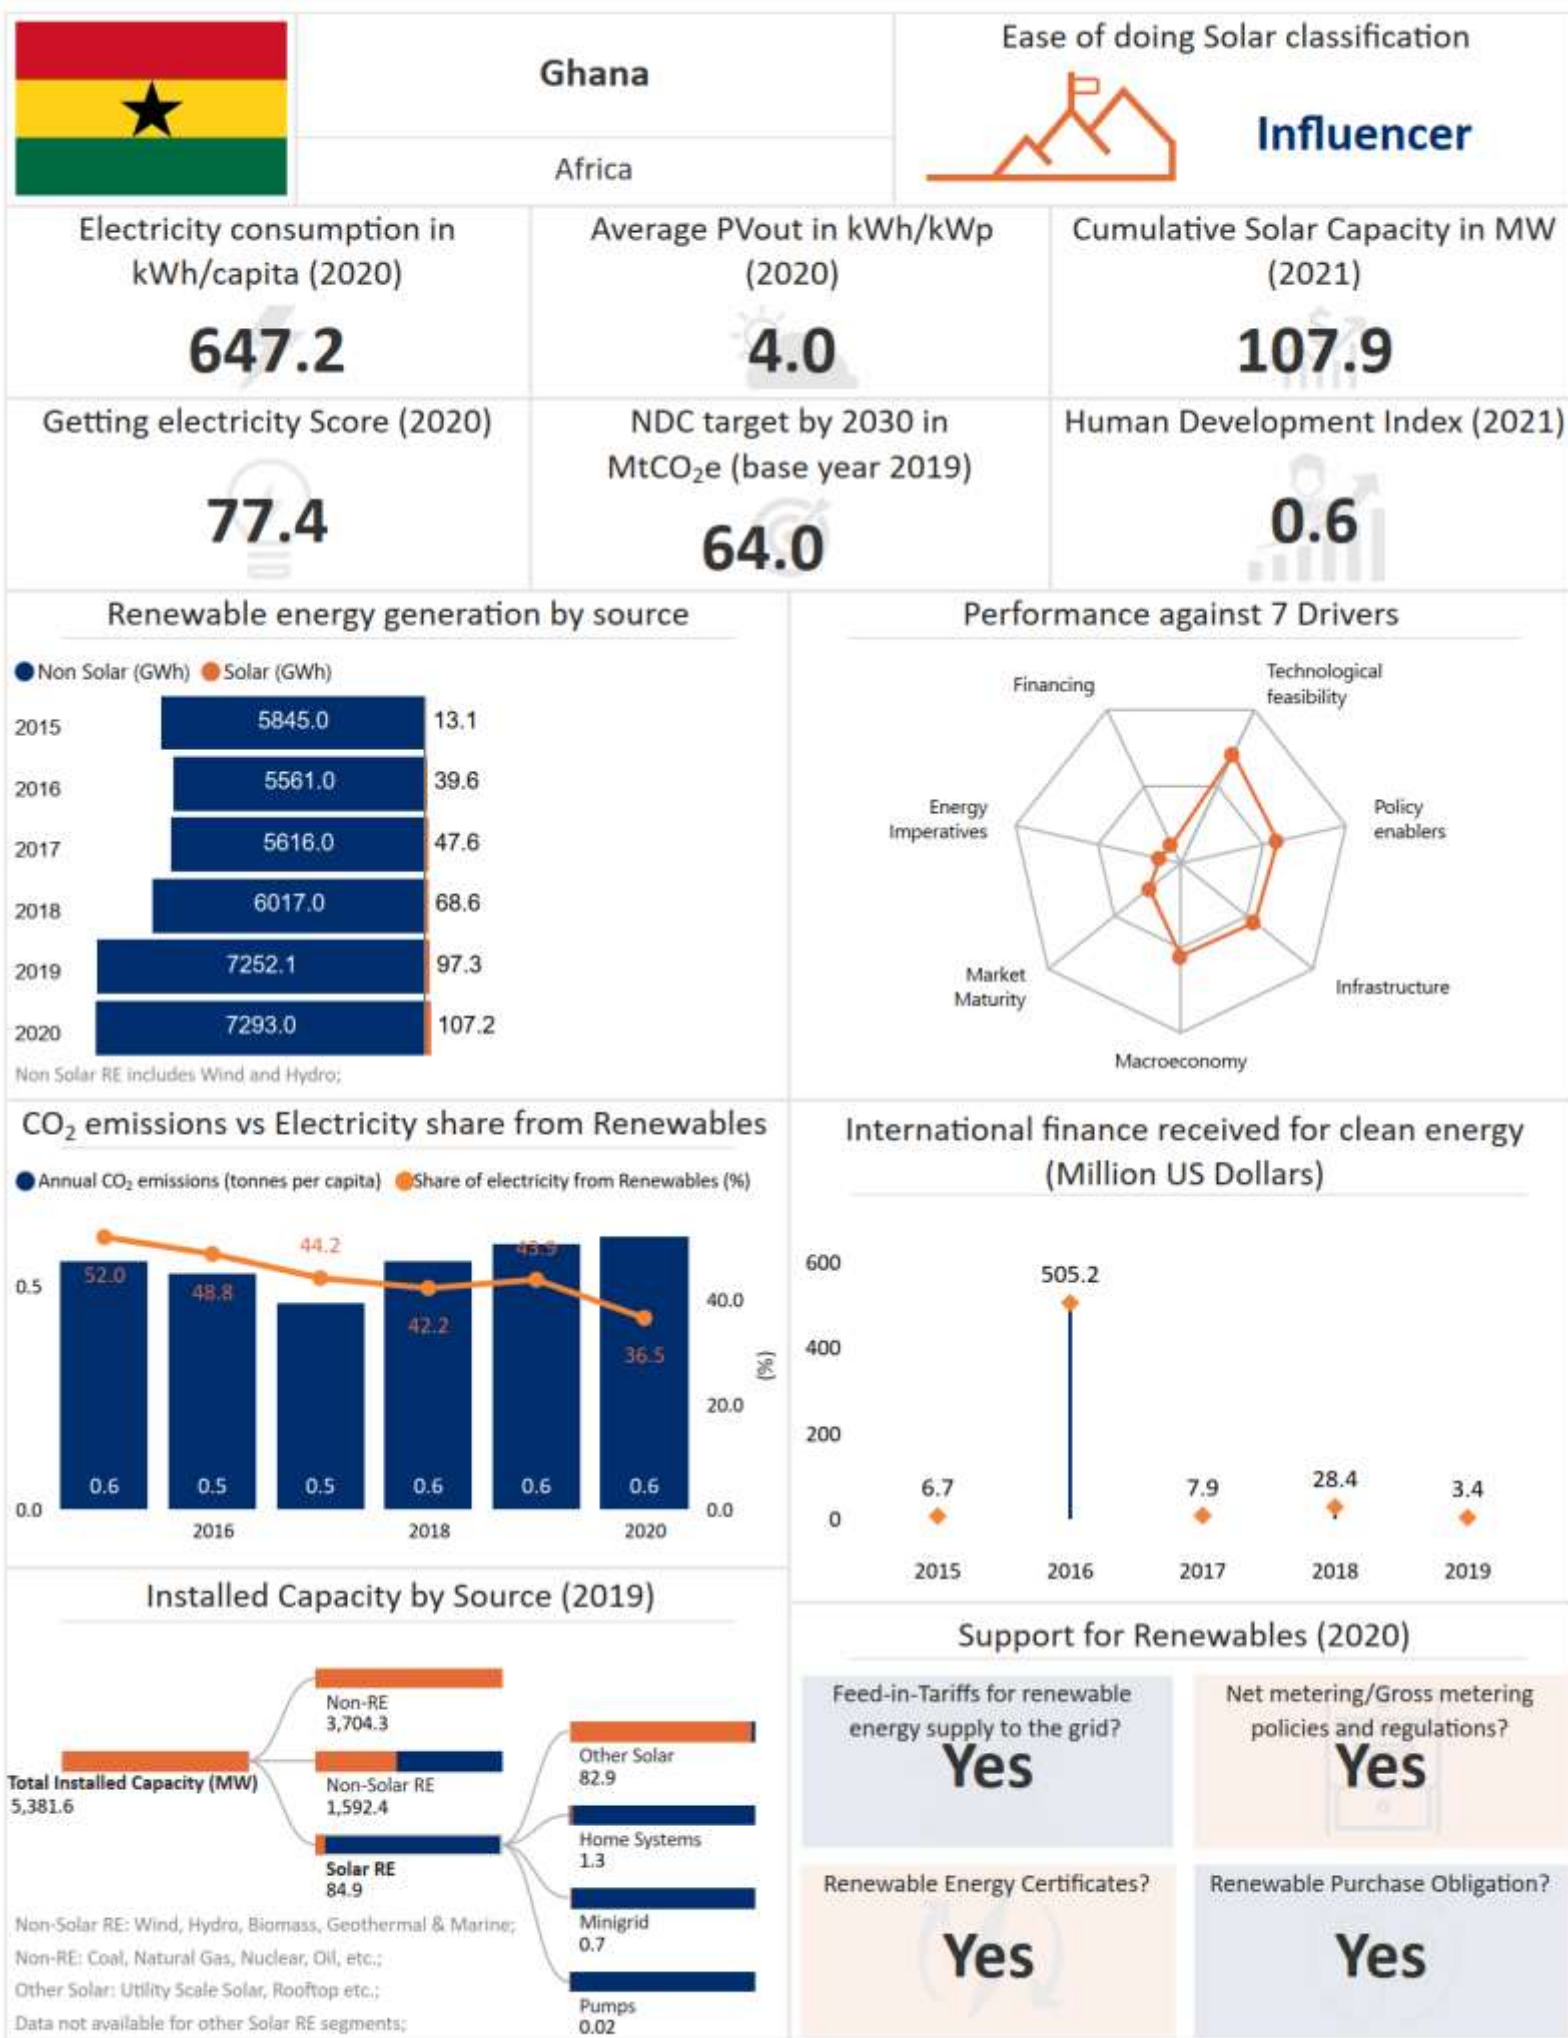 Ghana
Africa
Ease of doing Solar classification
Influencer
Electricity consumption in
kWh/capita (2020)
647.2
Average PVout in kWh/kWp
(2020)
4.0
Cumulative Solar Capacity in MW
(2021)
107.9
Getting electricity Score (2020)
77.4
NDC target by 2030 in
MtCO₂e (base year 2019)
64.0
Human Development Index (2021)
0.6
Renewable energy generation by source
Non Solar (GWh) Solar (GWh)
2015 5845.0 13.1
2016 5561.0 39.6
2017 5616.0 47.6
2018 6017.0 68.6
2019 7252.1 97.3
2020 7293.0 107.2
Non Solar RE includes Wind and Hydro;
Performance against 7 Drivers
Technological
feasibility
Financing
Policy
enablers
Energy
Imperatives
Market
Maturity
Infrastructure
Macroeconomy
CO₂ emissions vs Electricity share from Renewables
Annual CO₂ emissions (tonnes per capita) Share of electricity from Renewables (%)
52.0
48.8
44.2
42.2
43.9
36.5
0.5
0.0
40.0
20.0
0.0
(%)
0.6 0.5 0.5 0.6 0.6 0.6
2016 2018 2020
International finance received for clean energy
(Million US Dollars)
600
400
200
0
6.7
505.2
7.9
28.4
3.4
2015 2016 2017 2018 2019
Installed Capacity by Source (2019)
Total Installed Capacity (MW)
5,381.6
Non-RE
3,704.3
Non-Solar RE
1,592.4
Solar RE
84.9
Other Solar
82.9
Home Systems
1.3
Minigrid
0.7
Pumps
0.02
Non-Solar RE: Wind, Hydro, Biomass, Geothermal & Marine;
Non-RE: Coal, Natural Gas, Nuclear, Oil, etc.;
Other Solar: Utility Scale Solar, Rooftop etc.;
Data not available for other Solar RE segments;
Support for Renewables (2020)
Feed-in-Tariffs for renewable
energy supply to the grid?
Yes
Net metering/Gross metering
policies and regulations?
Yes
Renewable Energy Certificates?
Yes
Renewable Purchase Obligation?
Yes